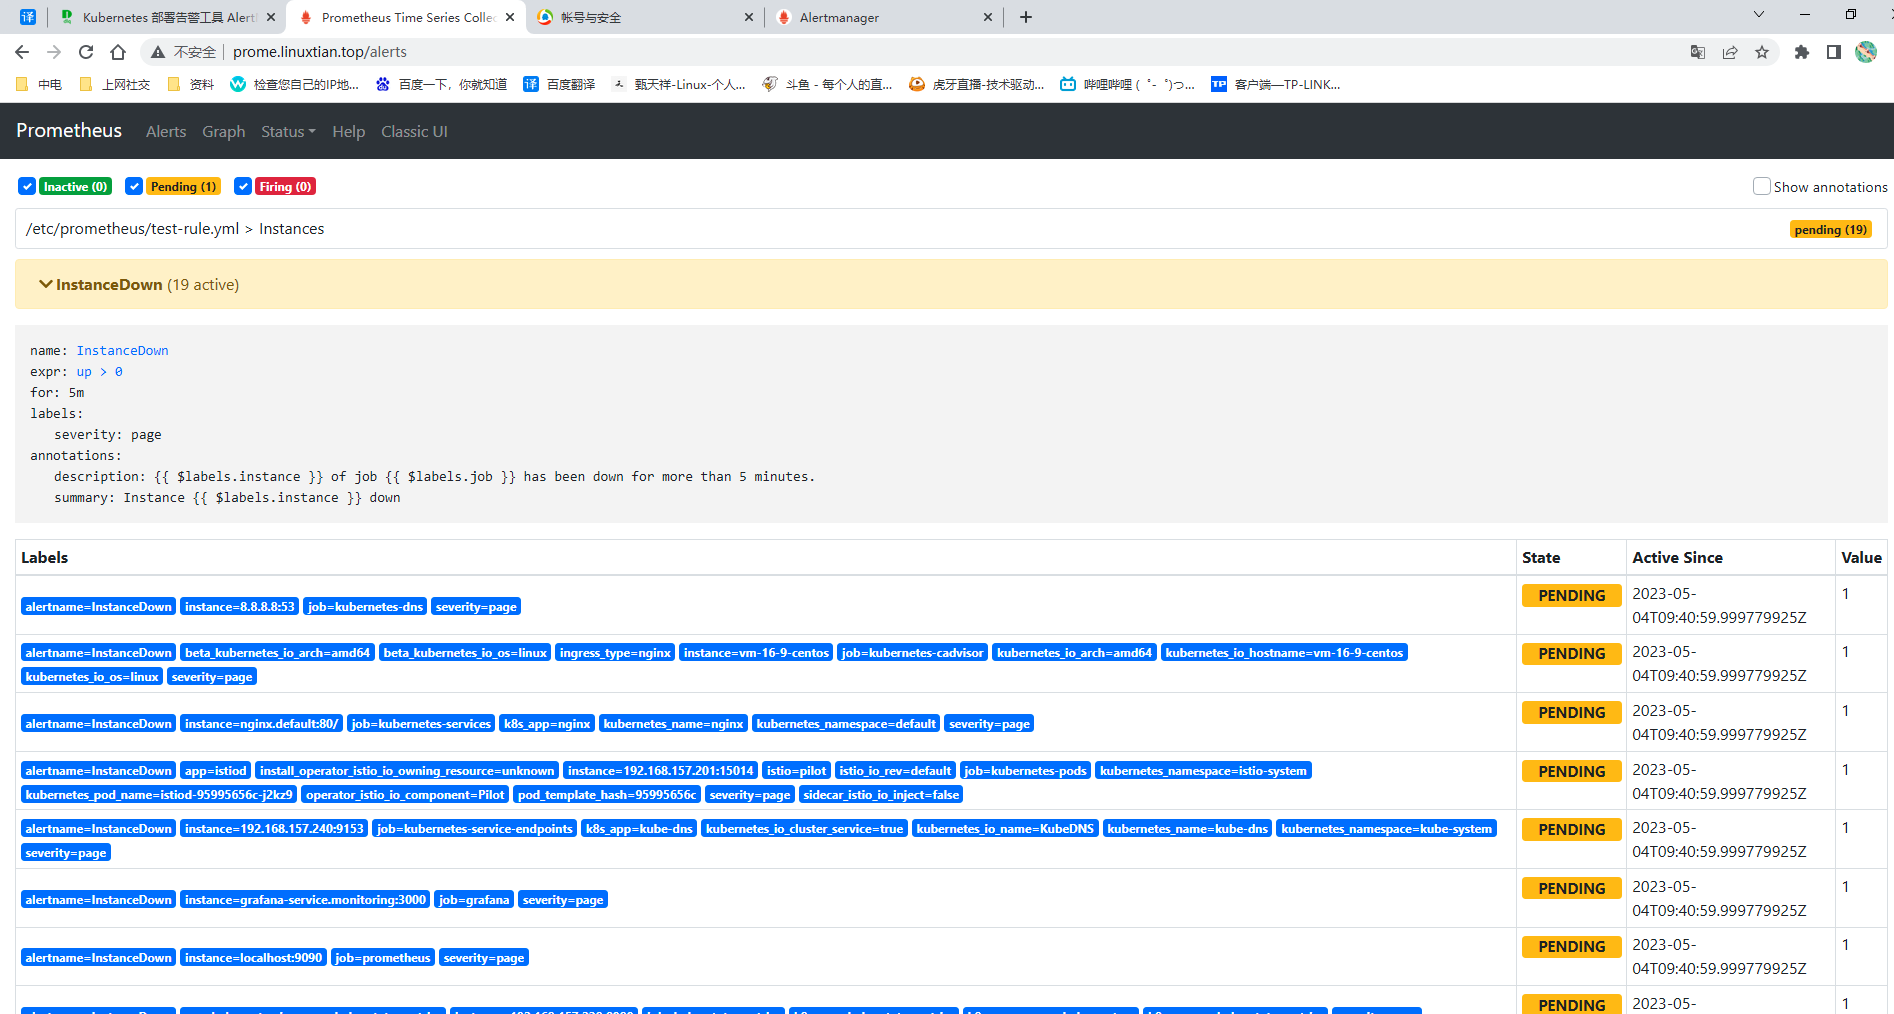 译 Kubernetes 部署告警工具 Alert Prometheus Time Series Collec 帐号与安全 Alertmanager
不安全 prome.linuxtian.top/alerts
中电 上网社交 资料 检查您自己的IP地... 百度一下，你就知道 译 百度翻译 甄天祥-Linux-个人... 斗鱼 - 每个人的直... 虎牙直播-技术驱动... 哔哩哔哩 (゜-゜)つ... TP 客户端—TP-LINK...
Prometheus Alerts Graph Status Help Classic UI
Inactive (0) Pending (1) Firing (0) Show annotations
/etc/prometheus/test-rule.yml > Instances pending (19)
InstanceDown (19 active)
name: InstanceDown
expr: up > 0
for: 5m
labels:
severity: page
annotations:
description: {{ $labels.instance }} of job {{ $labels.job }} has been down for more than 5 minutes.
summary: Instance {{ $labels.instance }} down
Labels State Active Since Value
alertname=InstanceDown instance=8.8.8.8:53 job=kubernetes-dns severity=page PENDING 2023-05-04T09:40:59.999779925Z 1
alertname=InstanceDown beta_kubernetes_io_arch=amd64 beta_kubernetes_io_os=linux ingress_type=nginx instance=vm-16-9-centos job=kubernetes-cadvisor kubernetes_io_arch=amd64 kubernetes_io_hostname=vm-16-9-centos
kubernetes_io_os=linux severity=page PENDING 2023-05-04T09:40:59.999779925Z 1
alertname=InstanceDown instance=nginx.default:80/ job=kubernetes-services k8s_app=nginx kubernetes_name=nginx kubernetes_namespace=default severity=page PENDING 2023-05-04T09:40:59.999779925Z 1
alertname=InstanceDown app=istiod install_operator_istio_io_owning_resource=unknown instance=192.168.157.201:15014 istio=pilot istio_io_rev=default job=kubernetes-pods kubernetes_namespace=istio-system
kubernetes_pod_name=istiod-95995656c-j2kz9 operator_istio_io_component=Pilot pod_template_hash=95995656c severity=page sidecar_istio_io_inject=false PENDING 2023-05-04T09:40:59.999779925Z 1
alertname=InstanceDown instance=192.168.157.240:9153 job=kubernetes-service-endpoints k8s_app=kube-dns kubernetes_io_cluster_service=true kubernetes_io_name=KubeDNS kubernetes_name=kube-dns kubernetes_namespace=kube-system
severity=page PENDING 2023-05-04T09:40:59.999779925Z 1
alertname=InstanceDown instance=grafana-service.monitoring:3000 job=grafana severity=page PENDING 2023-05-04T09:40:59.999779925Z 1
alertname=InstanceDown instance=localhost:9090 job=prometheus severity=page PENDING 2023-05-04T09:40:59.999779925Z 1
PENDING 2023-05- 1